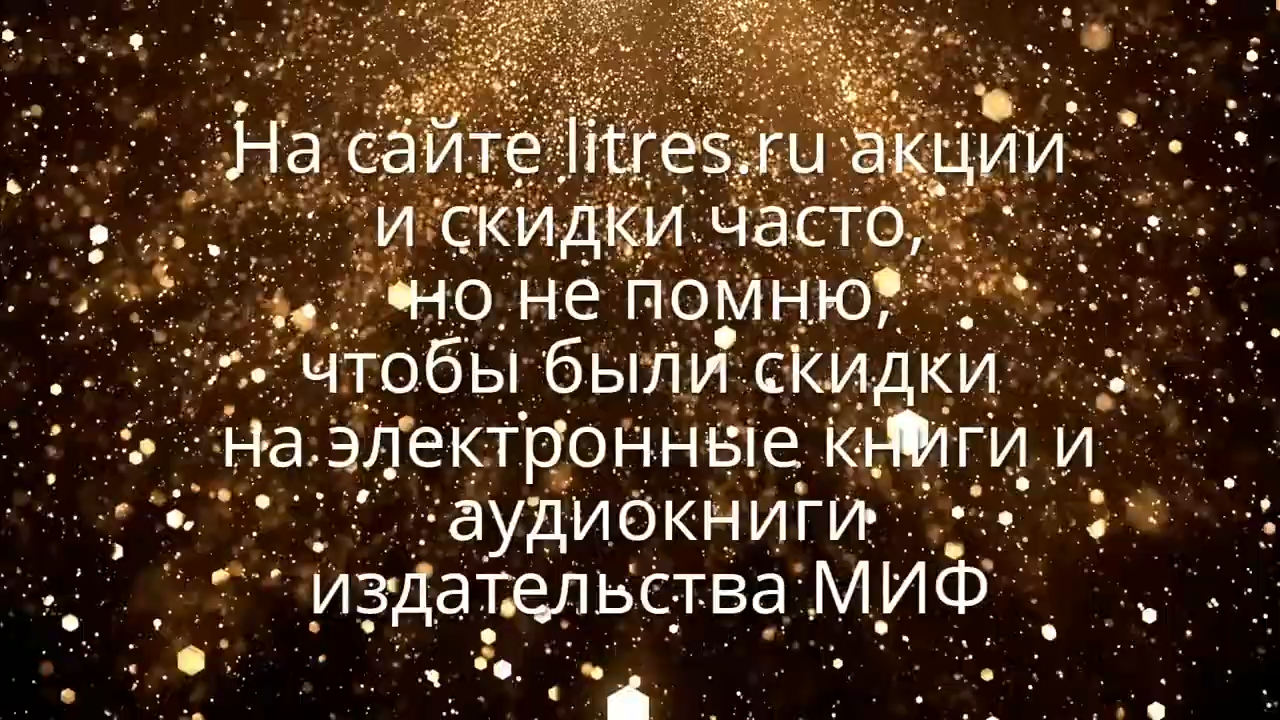 На сайте litres.ru акции
и скидки часто,
но не помню,
чтобы были скидки
на электронные книги и
аудиокниги
издательства МИФ